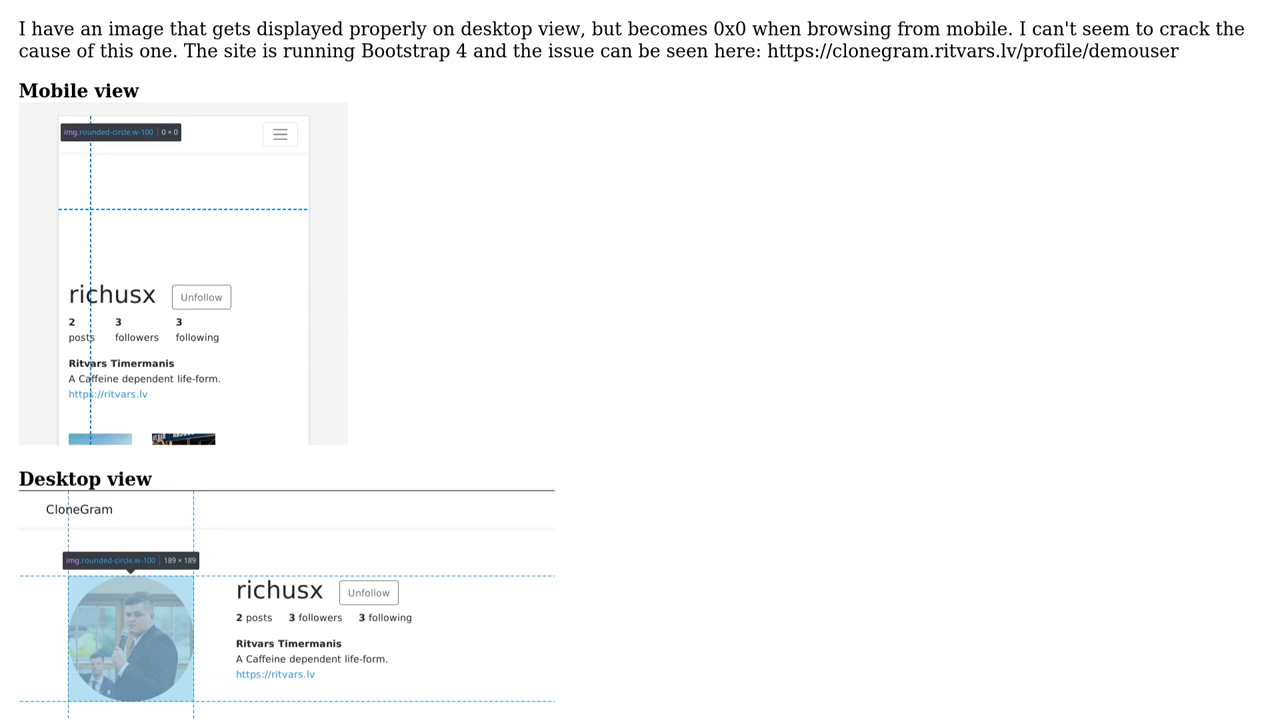 I have an image that gets displayed properly on desktop view, but becomes 0x0 when browsing from mobile. I can't seem to crack the
cause of this one. The site is running Bootstrap 4 and the issue can be seen here: https://clonegram.ritvars.lv/profile/demouser
Mobile view
img.rounded-circle.w-100 | 0 × 0
richusx Unfollow
2 3 3
posts followers following
Ritvars Timermanis
A Caffeine dependent life-form.
https://ritvars.lv
Desktop view
CloneGram
img.rounded-circle.w-100 | 189 × 189
richusx Unfollow
2 posts 3 followers 3 following
Ritvars Timermanis
A Caffeine dependent life-form.
https://ritvars.lv